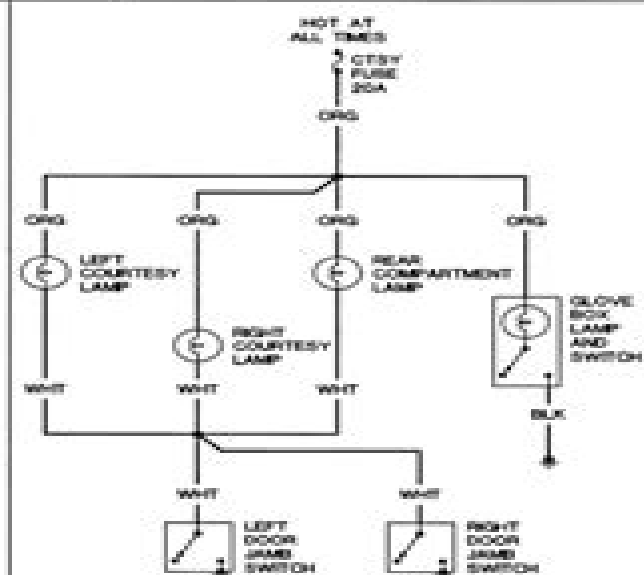 HOT AT
ALL TIMES
CTSY
FUSE
20A
ORG
ORG
ORG
ORG
ORG
LEFT
COURTESY
LAMP
REAR
COMPARTMENT
LAMP
GLOVE
BOX
LAMP
AND
SWITCH
RIGHT
COURTESY
LAMP
WHT
WHT
WHT
BLK
WHT
WHT
LEFT
DOOR
JAMB
SWITCH
RIGHT
DOOR
JAMB
SWITCH